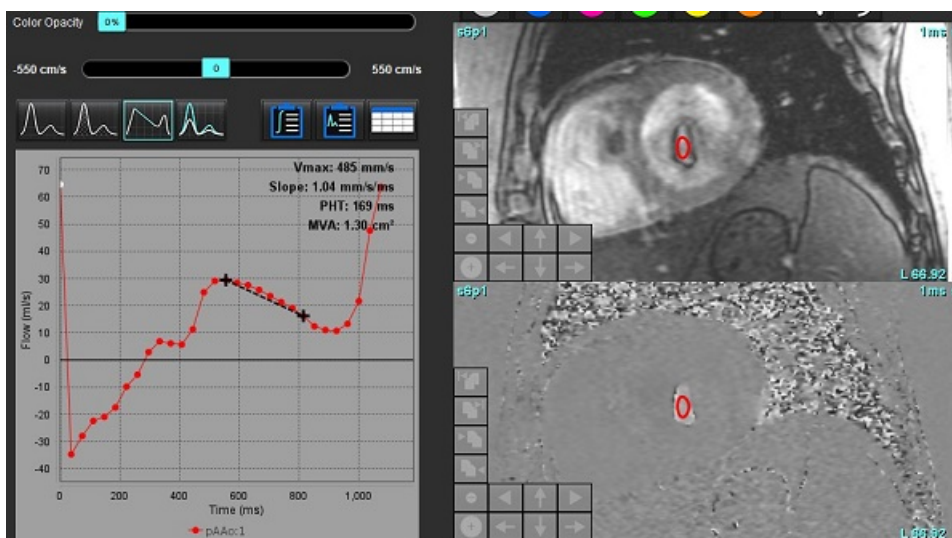 Color Opacity 0%
-550 cm/s 0 550 cm/s
Vmax: 485 mm/s
Slope: 1.04 mm/s/ms
PHT: 169 ms
MVA: 1.30 cm²
70
60
50
40
30
20
10
0
-10
-20
-30
-40
Flow (ml/s)
0 200 400 600 800 1,000
Time (ms)
pAAo:1
s6p1 1ms
L 66.92
s6p1 1ms
L 66.92